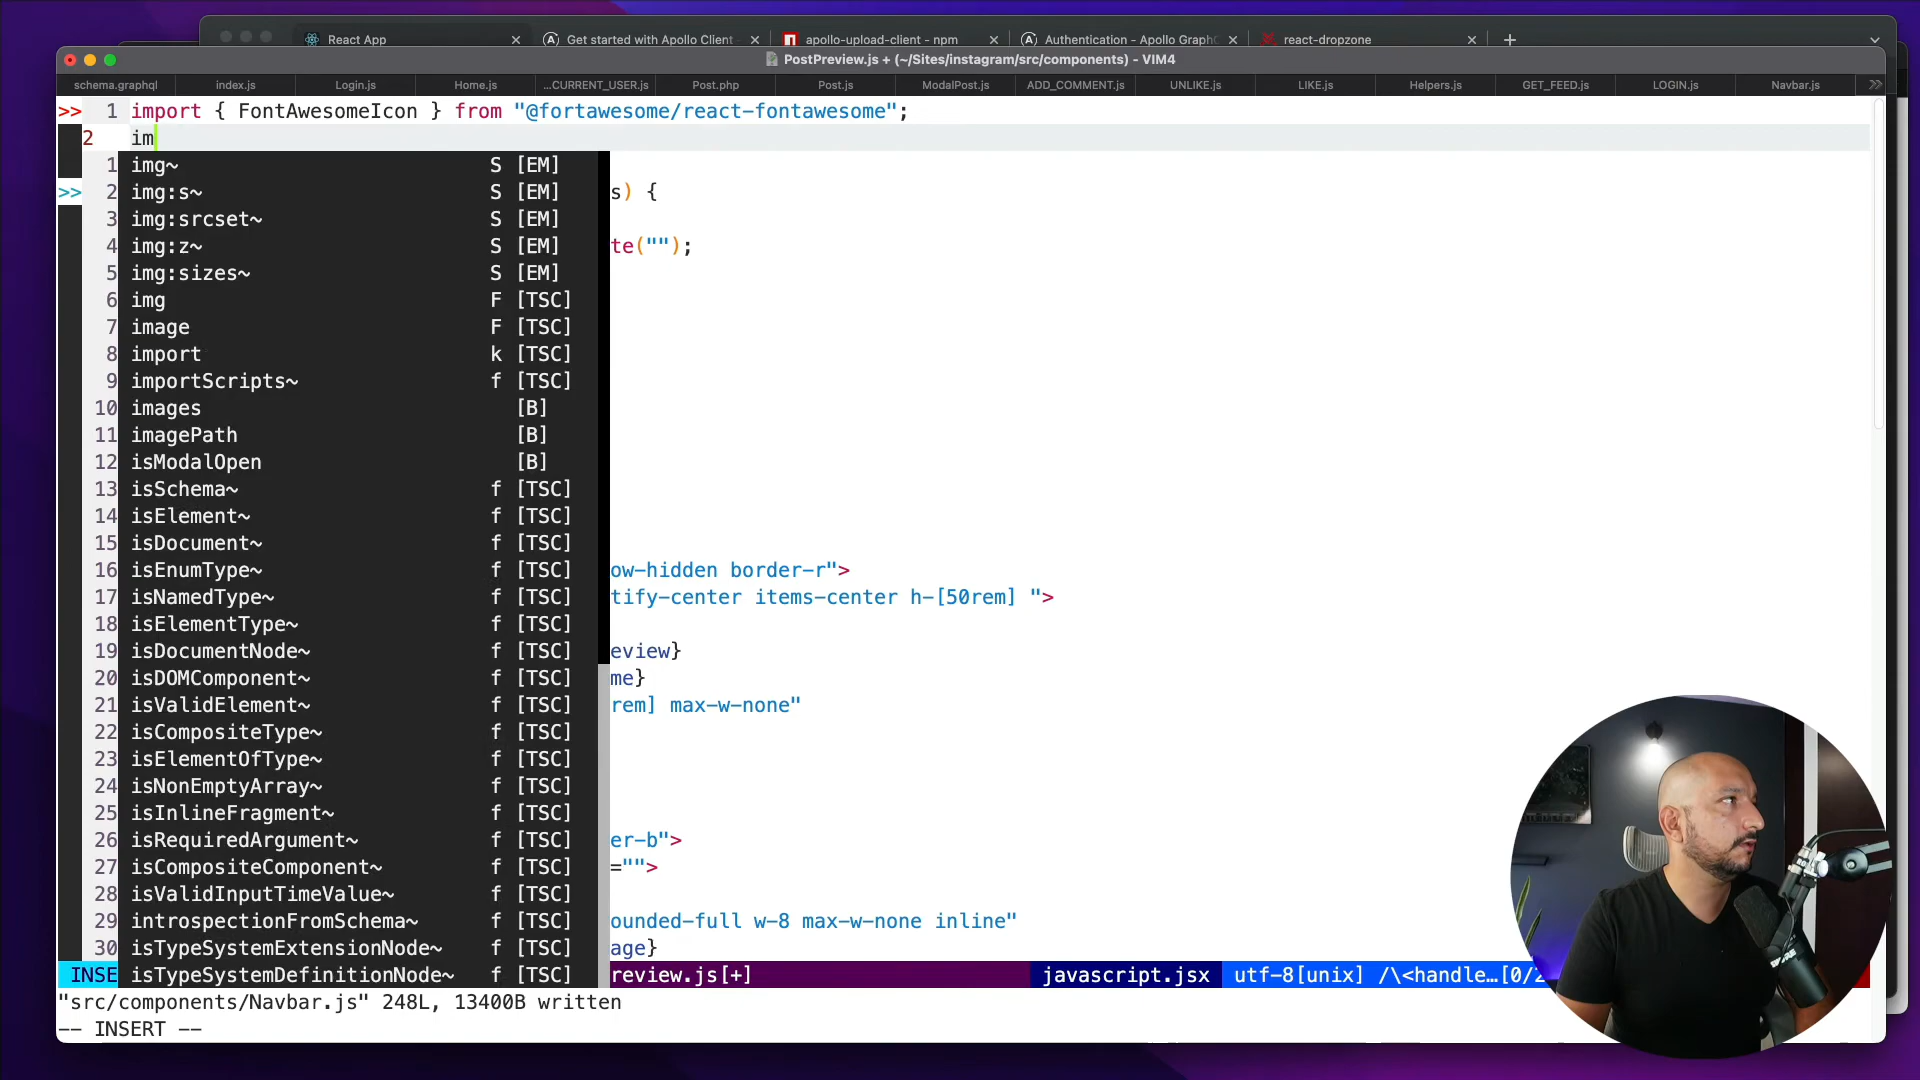 React App
Get started with Apollo Client
apollo-upload-client - npm
Authentication - Apollo GraphQ
react-dropzone
PostPreview.js + (~/Sites/instagram/src/components) - VIM4
schema.graphql index.js Login.js Home.js ...CURRENT_USER.js Post.php Post.js ModalPost.js ADD_COMMENT.js UNLIKE.js LIKE.js Helpers.js GET_FEED.js LOGIN.js Navbar.js >>
>> 1 import { FontAwesomeIcon } from "@fortawesome/react-fontawesome";
2 im
1 img~ S [EM]
>> 2 img:s~ S [EM] s) {
3 img:srcset~ S [EM]
4 img:z~ S [EM] te("");
5 img:sizes~ S [EM]
6 img F [TSC]
7 image F [TSC]
8 import k [TSC]
9 importScripts~ f [TSC]
10 images [B]
11 imagePath [B]
12 isModalOpen [B]
13 isSchema~ f [TSC]
14 isElement~ f [TSC]
15 isDocument~ f [TSC]
16 isEnumType~ f [TSC] ow-hidden border-r">
17 isNamedType~ f [TSC] tify-center items-center h-[50rem] ">
18 isElementType~ f [TSC]
19 isDocumentNode~ f [TSC] eview}
20 isDOMComponent~ f [TSC] me}
21 isValidElement~ f [TSC] rem] max-w-none"
22 isCompositeType~ f [TSC]
23 isElementOfType~ f [TSC]
24 isNonEmptyArray~ f [TSC]
25 isInlineFragment~ f [TSC]
26 isRequiredArgument~ f [TSC] er-b">
27 isCompositeComponent~ f [TSC] ="">
28 isValidInputTimeValue~ f [TSC]
29 introspectionFromSchema~ f [TSC] ounded-full w-8 max-w-none inline"
30 isTypeSystemExtensionNode~ f [TSC] age}
INSE isTypeSystemDefinitionNode~ f [TSC] review.js[+] javascript.jsx utf-8[unix] /\<handle…[0/2
"src/components/Navbar.js" 248L, 13400B written
-- INSERT --